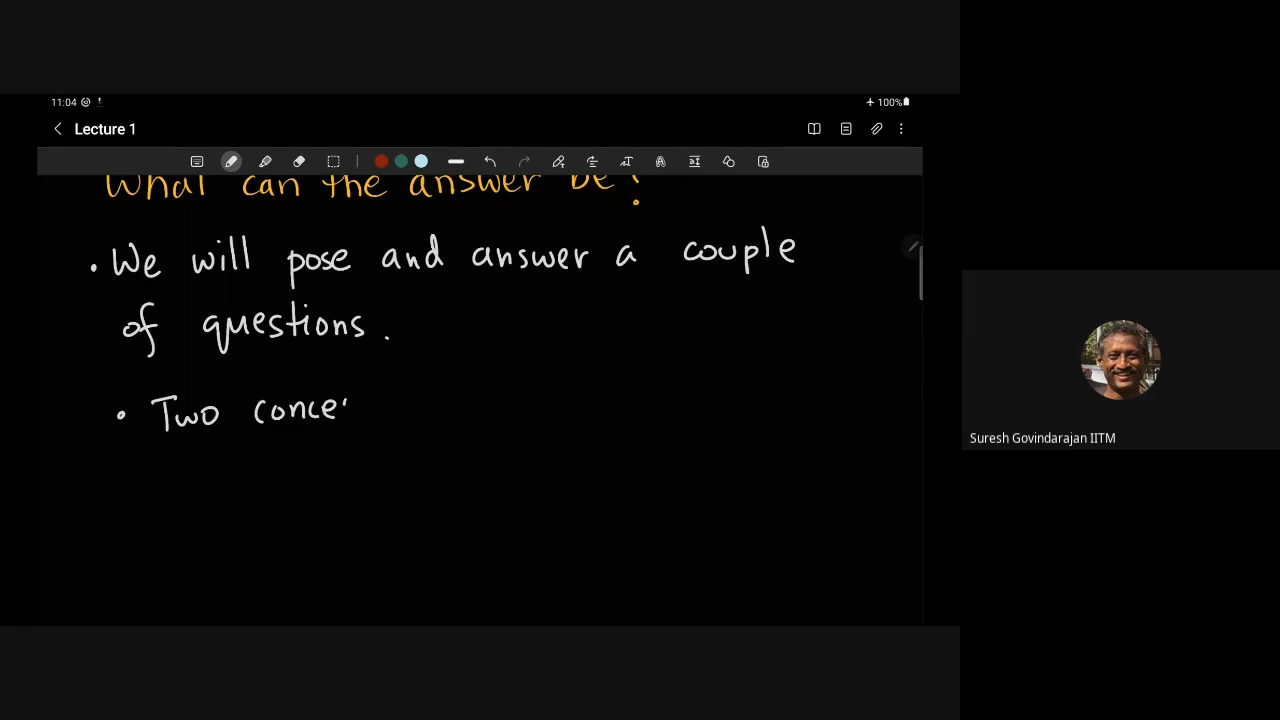 11:04
100%
Lecture 1
What can the answer be?
• We will pose and answer a couple
of questions.
• Two conce
Suresh Govindarajan IITM